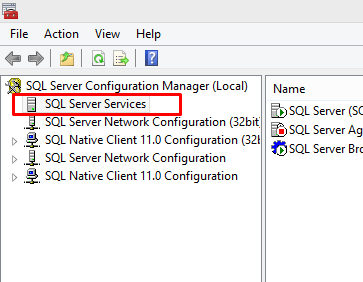 File Action View Help
SQL Server Configuration Manager (Local)
SQL Server Services
SQL Server Network Configuration (32bit
SQL Native Client 11.0 Configuration (32
SQL Server Network Configuration
SQL Native Client 11.0 Configuration
Name
SQL Server (SQ
SQL Server Ag
SQL Server Bro